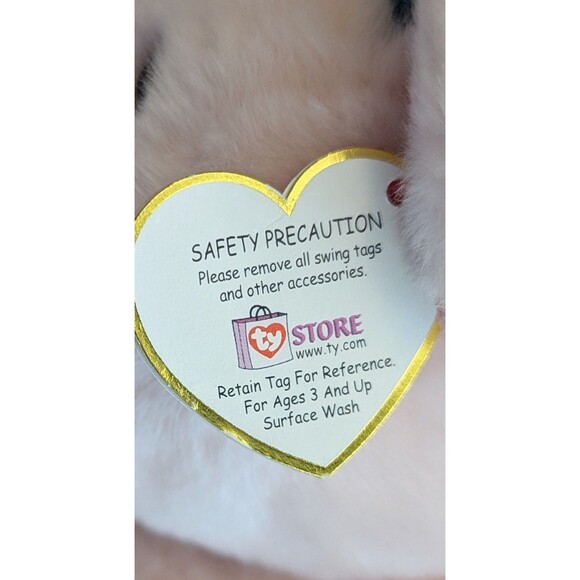 SAFETY PRECAUTION
Please remove all swing tags
and other accessories.
ty STORE
www.ty.com
Retain Tag For Reference.
For Ages 3 And Up
Surface Wash